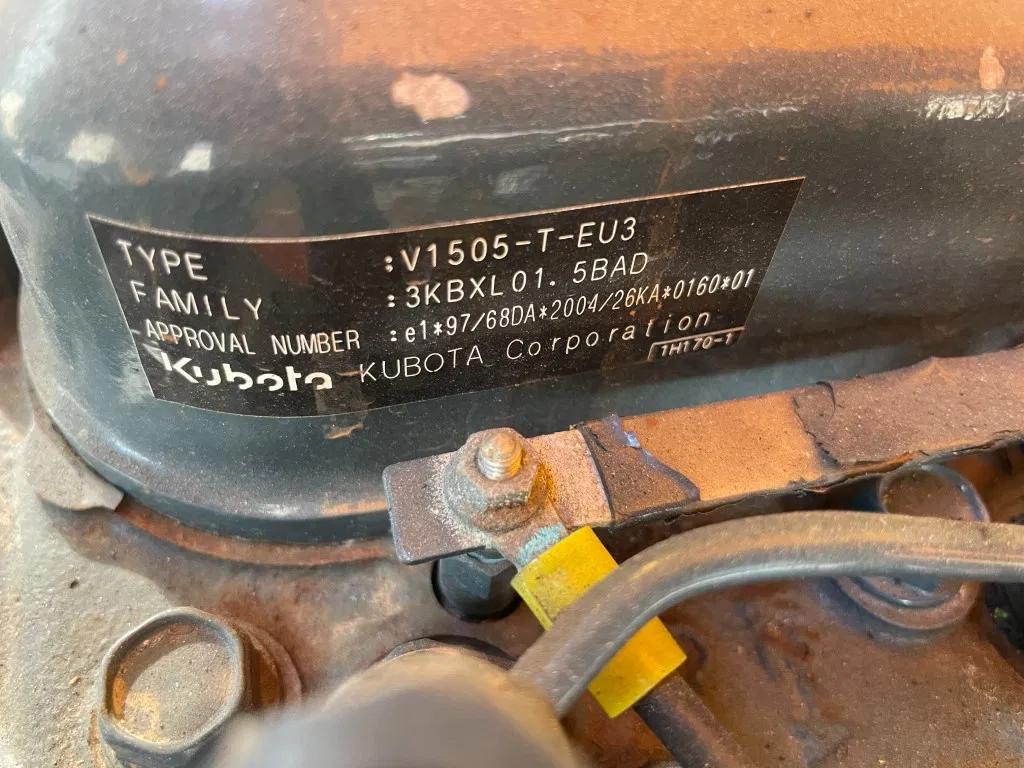 TYPE :V1505-T-EU3
FAMILY :3KBXL01.5BAD
APPROVAL NUMBER :e1*97/68DA*2004/26KA*0160*01
Kubota KUBOTA Corporation 1H170-1